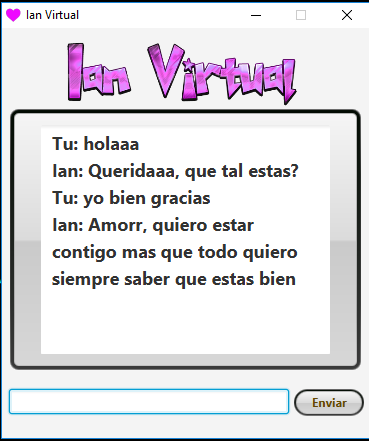 Ian Virtual
Ian Virtual
Tu: holaaa
Ian: Queridaaa, que tal estas?
Tu: yo bien gracias
Ian: Amorr, quiero estar
contigo mas que todo quiero
siempre saber que estas bien
Enviar